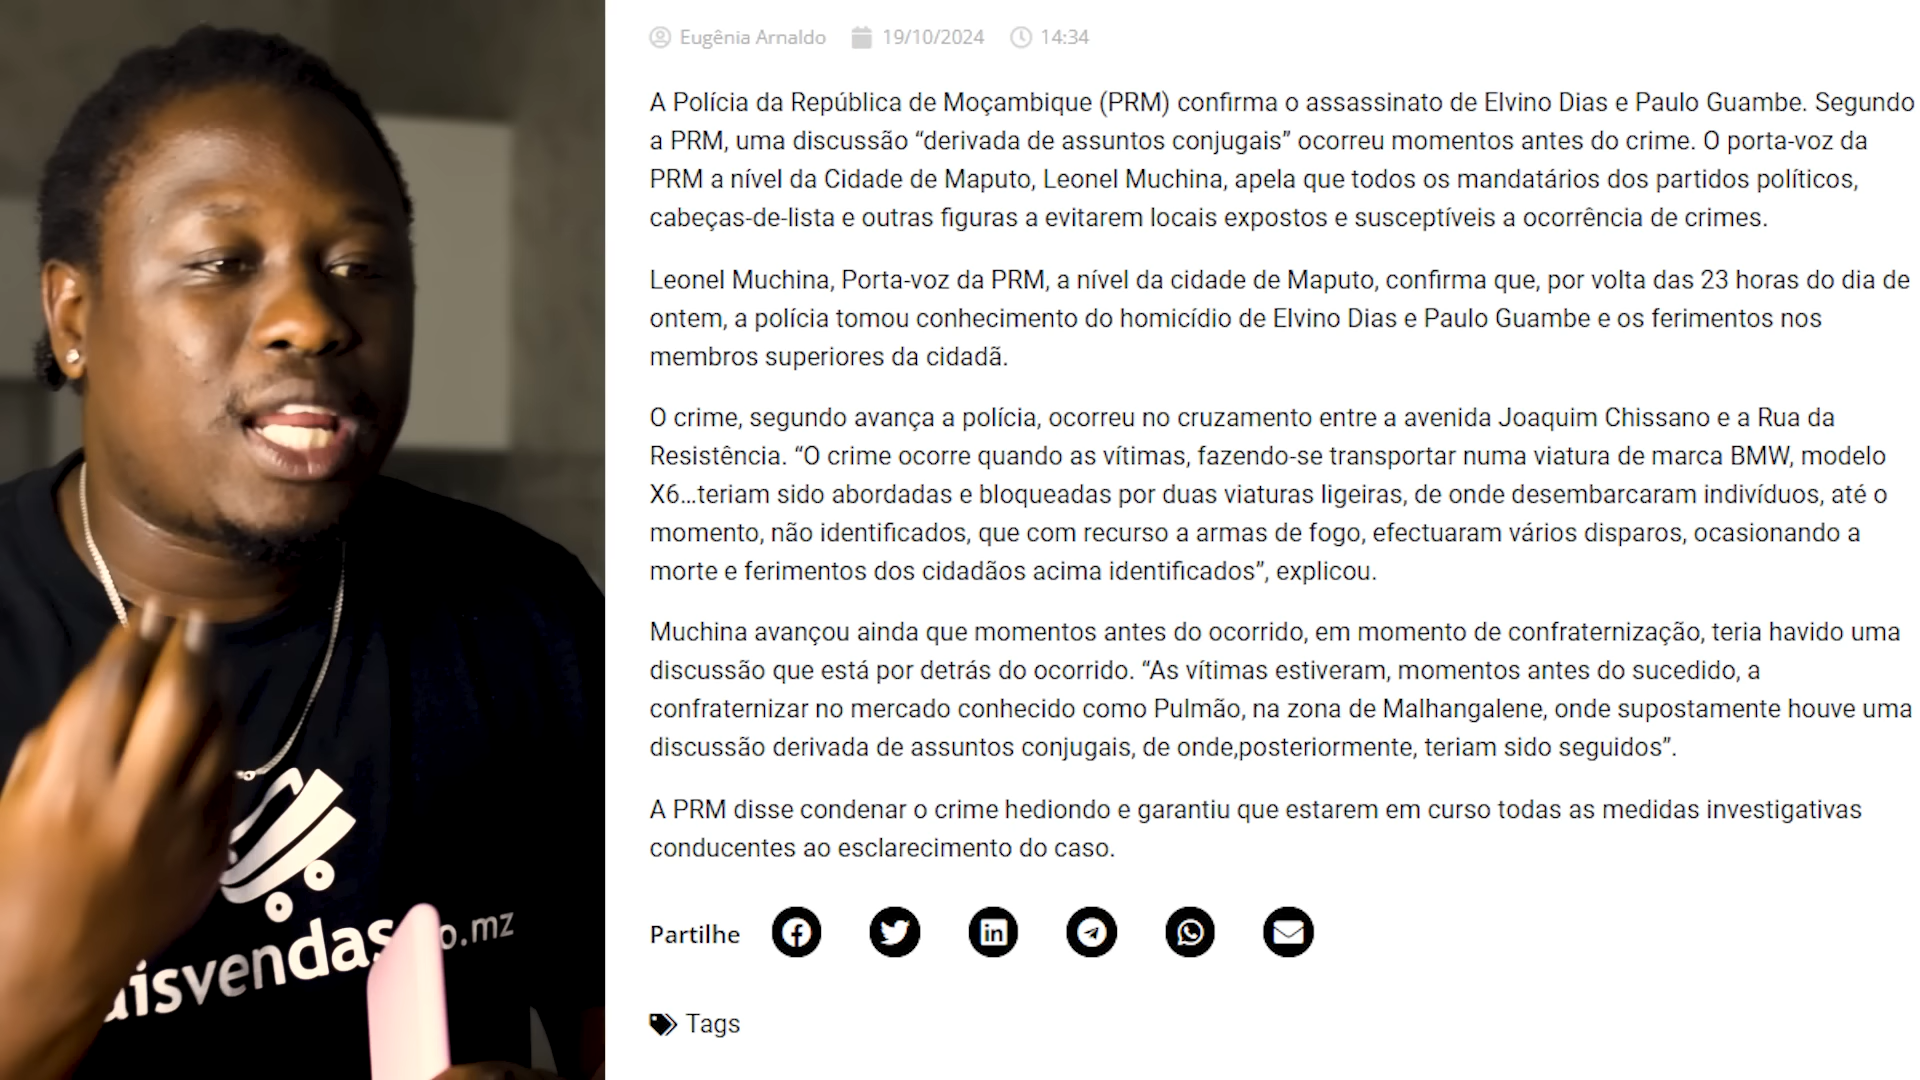 Eugênia Arnaldo 19/10/2024 14:34
A Polícia da República de Moçambique (PRM) confirma o assassinato de Elvino Dias e Paulo Guambe. Segundo
a PRM, uma discussão “derivada de assuntos conjugais” ocorreu momentos antes do crime. O porta-voz da
PRM a nível da Cidade de Maputo, Leonel Muchina, apela que todos os mandatários dos partidos políticos,
cabeças-de-lista e outras figuras a evitarem locais expostos e susceptíveis a ocorrência de crimes.
Leonel Muchina, Porta-voz da PRM, a nível da cidade de Maputo, confirma que, por volta das 23 horas do dia de
ontem, a polícia tomou conhecimento do homicídio de Elvino Dias e Paulo Guambe e os ferimentos nos
membros superiores da cidadã.
O crime, segundo avança a polícia, ocorreu no cruzamento entre a avenida Joaquim Chissano e a Rua da
Resistência. “O crime ocorre quando as vítimas, fazendo-se transportar numa viatura de marca BMW, modelo
X6…teriam sido abordadas e bloqueadas por duas viaturas ligeiras, de onde desembarcaram indivíduos, até o
momento, não identificados, que com recurso a armas de fogo, efectuaram vários disparos, ocasionando a
morte e ferimentos dos cidadãos acima identificados”, explicou.
Muchina avançou ainda que momentos antes do ocorrido, em momento de confraternização, teria havido uma
discussão que está por detrás do ocorrido. “As vítimas estiveram, momentos antes do sucedido, a
confraternizar no mercado conhecido como Pulmão, na zona de Malhangalene, onde supostamente houve uma
discussão derivada de assuntos conjugais, de onde,posteriormente, teriam sido seguidos”.
A PRM disse condenar o crime hediondo e garantiu que estarem em curso todas as medidas investigativas
conducentes ao esclarecimento do caso.
Partilhe
Tags
aisvendas o.mz